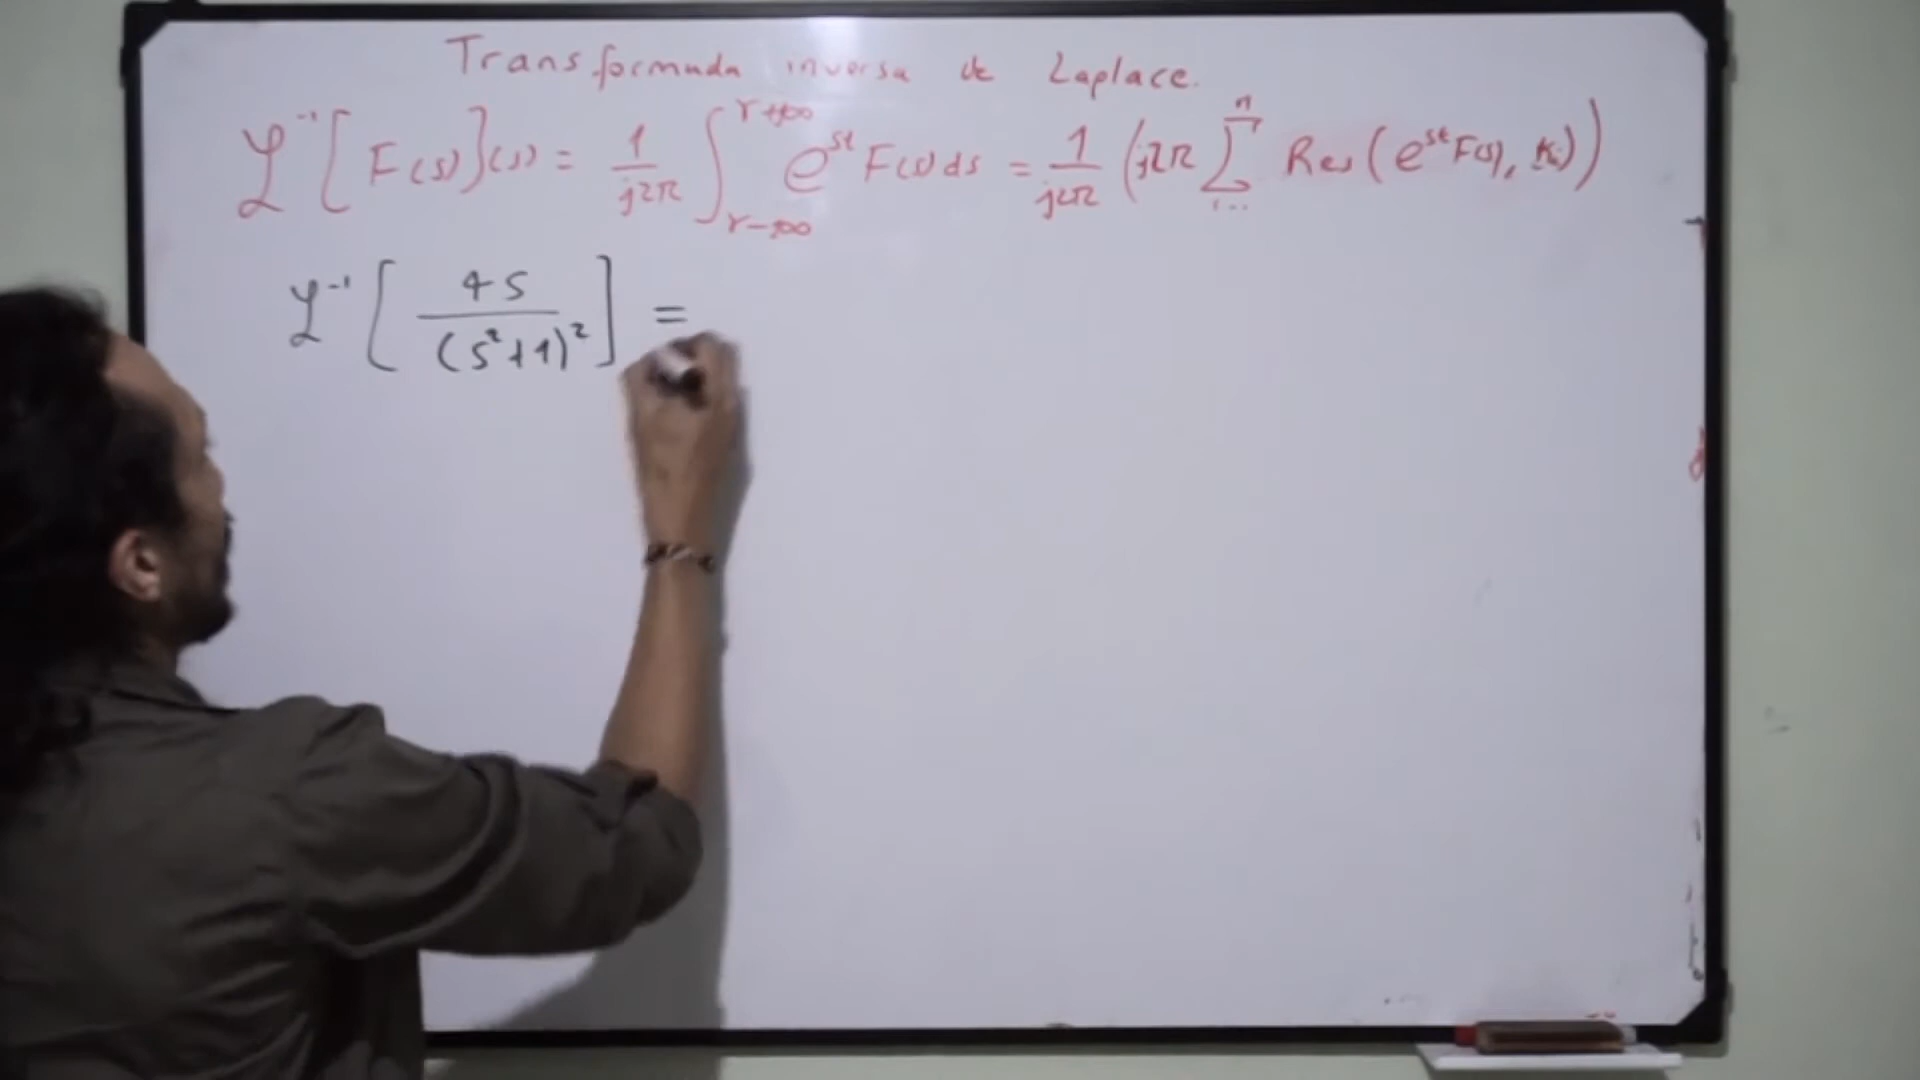 Transformada inversa de Laplace.
ℒ⁻¹[F(s)](s) = 1/j2π ∫_{γ-j∞}^{γ+j∞} e^{st} F(s) ds = 1/j2π (j2π ∑^{n} Res(e^{st}F(s), Ki))
ℒ⁻¹[4s/(s²+1)²] =